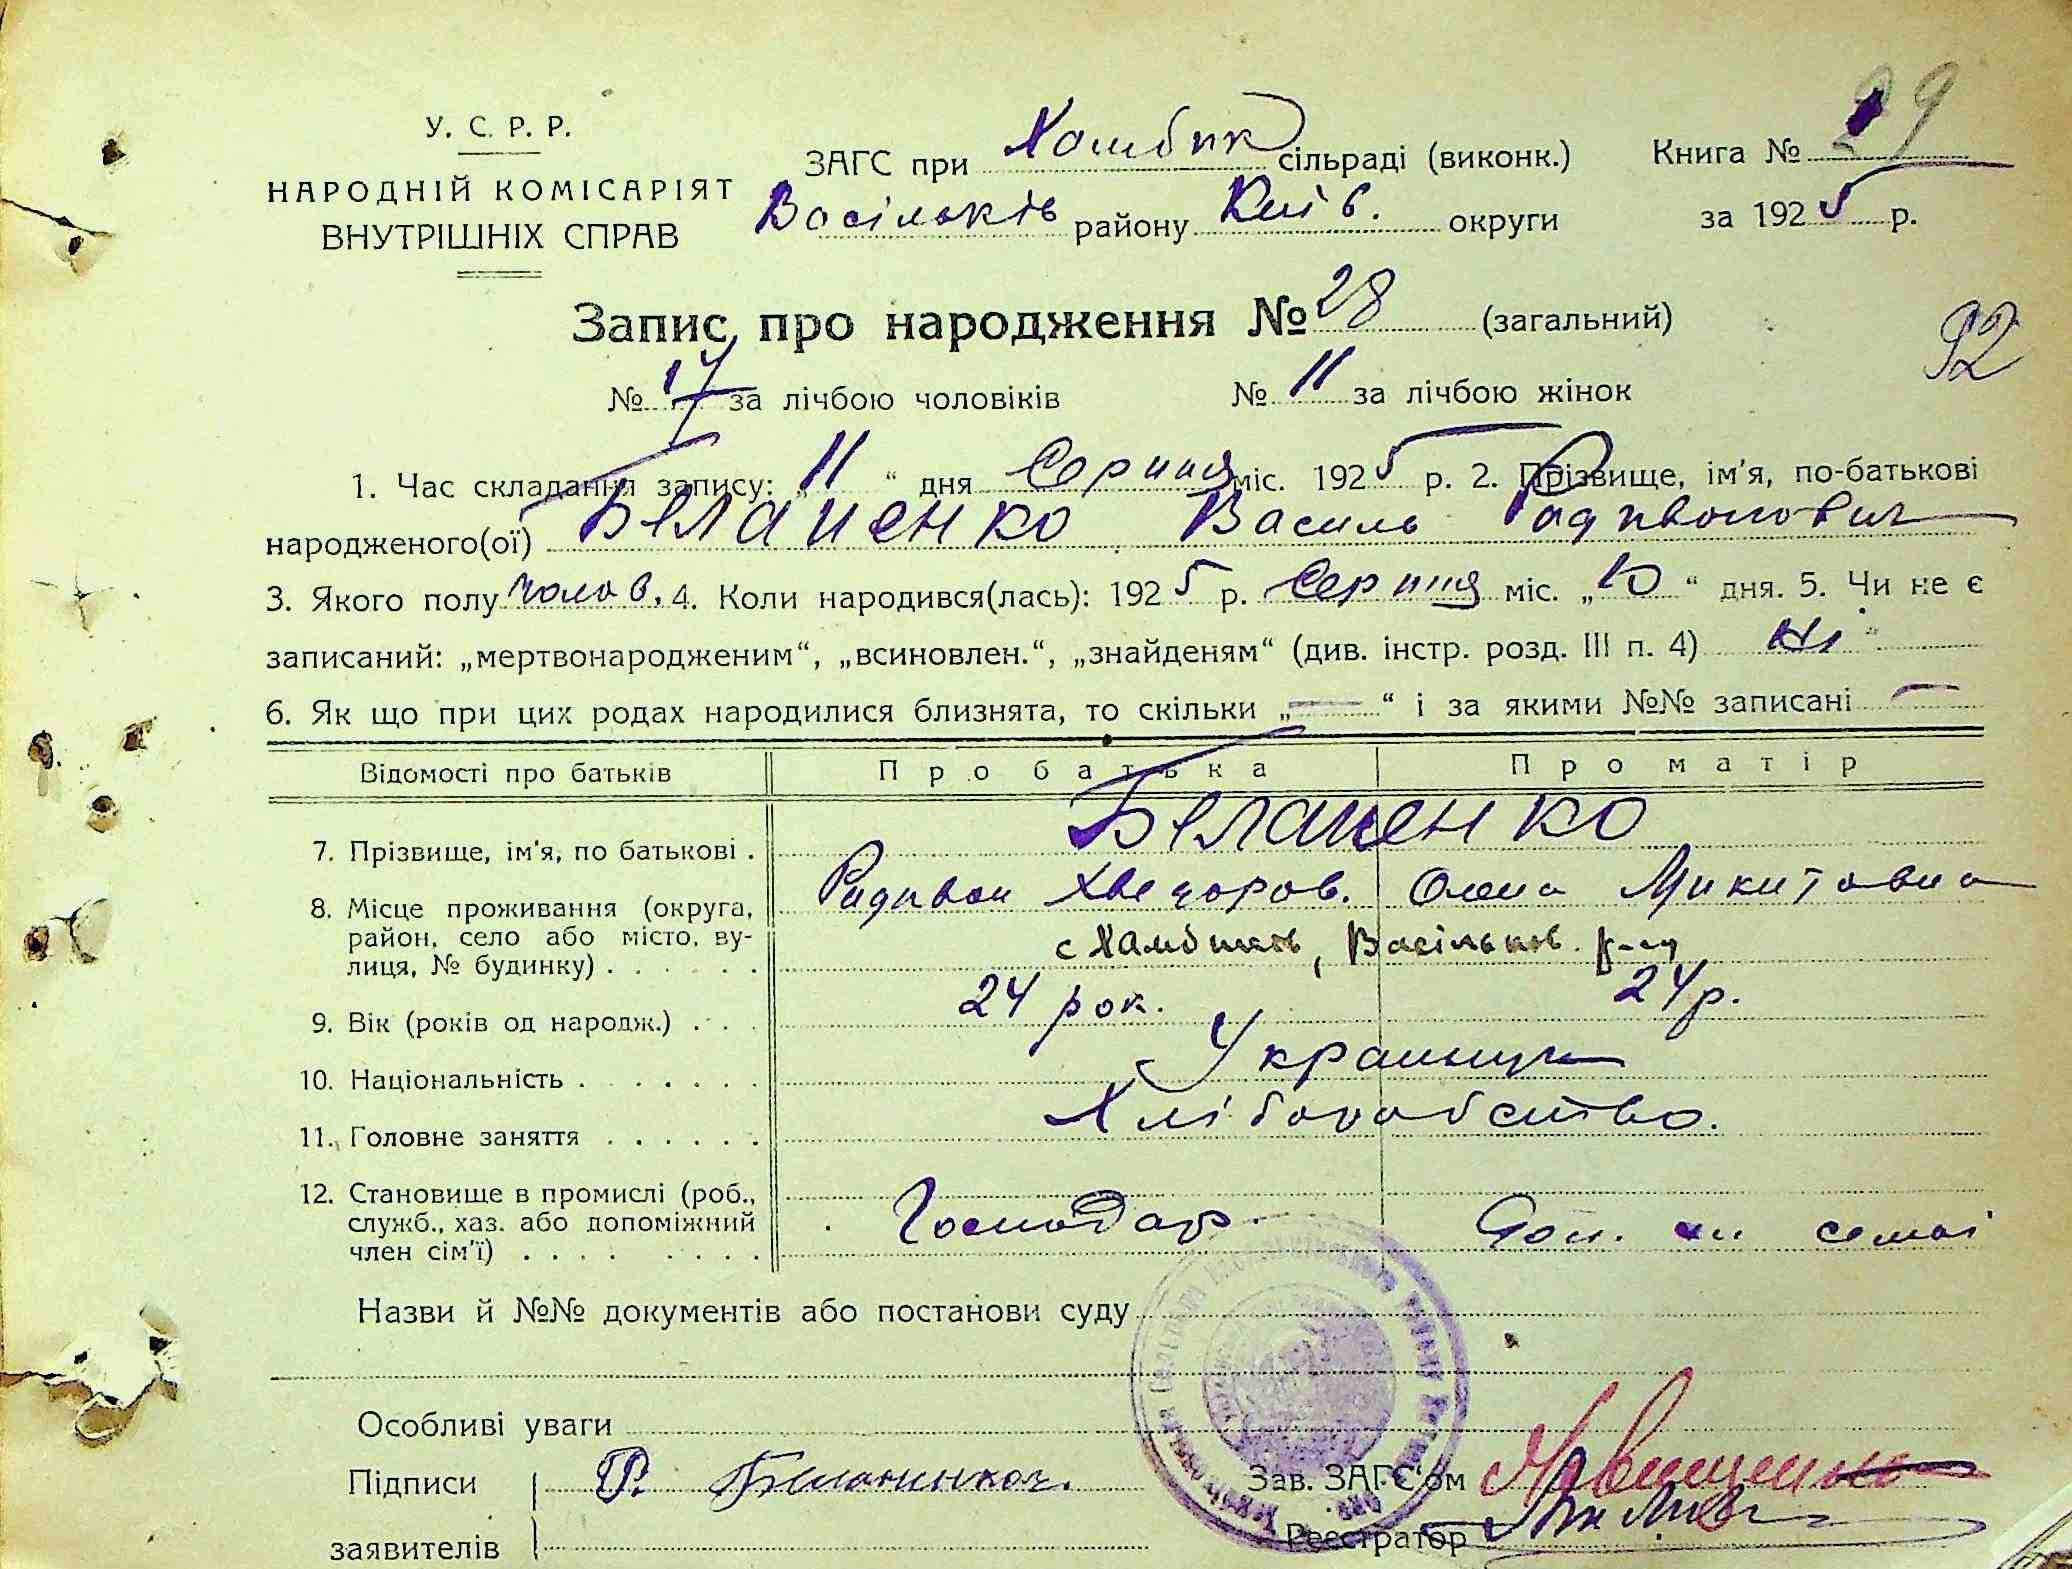 У. С. Р. Р.
НАРОДНІЙ КОМІСАРІЯТ
ВНУТРІШНІХ СПРАВ
ЗАГС при Хамбик сільраді (виконк.) Книга № 29
Васільків району Київ. округи за 1925 р.
Запис про народження № 28 (загальний)
92
№ 17 за лічбою чоловіків № 11 за лічбою жінок
1. Час складання запису: „11“ дня Серпня міс. 1925 р. 2. Прізвище, ім'я, по-батькові
народженого(ої) Василь Радивонович
3. Якого полу чолов. 4. Коли народився(лась): 1925 р. Серпня міс. „10“ дня. 5. Чи не є
записаний: „мертвонародженим“, „всиновлен.“, „знайденям“ (див. інстр. розд. III п. 4) Ні
6. Як що при цих родах народилися близнята, то скільки „—“ і за якими №№ записані —
Відомості про батьків Про батька Про матір
7. Прізвище, ім'я, по батькові .
Радивон Хведоров. Олена Микитовна
8. Місце проживання (округа, район, село або місто, вулиця, № будинку) . . . . . . Васільков. р-ну
9. Вік (років од народж.) . . . 24 рок. 24 р.
10. Національність . . . . . . . Українці
11. Головне заняття . . . . . . Хліборобство.
12. Становище в промислі (роб., служб., хаз. або допоміжний член сім'ї) . . . . . . . . Господар. Доп. чл. семьі
Назви й №№ документів або постанови суду
Особливі уваги
Підписи Р.
заявителів
Зав. ЗАГС'ом
Реєстратор